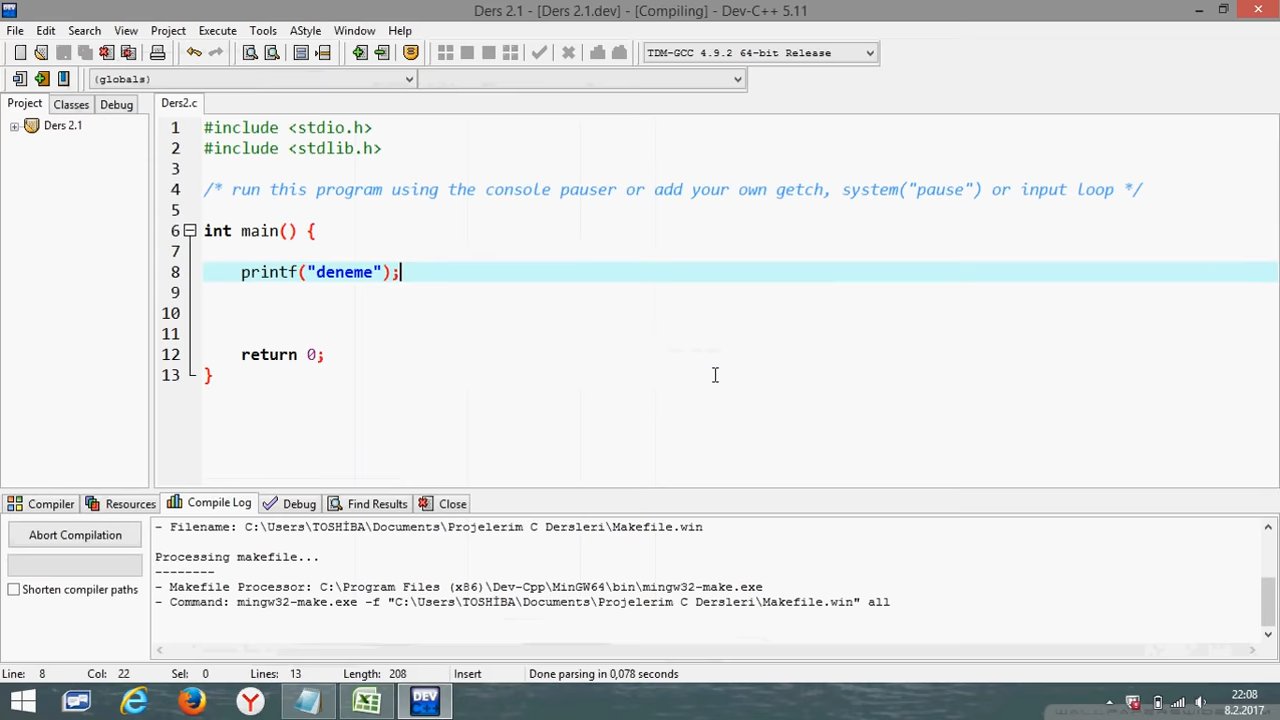 Ders 2.1 - [Ders 2.1.dev] - [Compiling] - Dev-C++ 5.11
File Edit Search View Project Execute Tools AStyle Window Help
TDM-GCC 4.9.2 64-bit Release
(globals)
Project Classes Debug
Ders2.c
Ders 2.1
1 #include <stdio.h>
2 #include <stdlib.h>
3
4 /* run this program using the console pauser or add your own getch, system("pause") or input loop */
5
6 int main() {
7
8 printf("deneme");
9
10
11
12 return 0;
13 }
Compiler Resources Compile Log Debug Find Results Close
Abort Compilation
Shorten compiler paths
- Filename: C:\Users\TOSHİBA\Documents\Projelerim C Dersleri\Makefile.win
Processing makefile...
--------
- Makefile Processor: C:\Program Files (x86)\Dev-Cpp\MinGW64\bin\mingw32-make.exe
- Command: mingw32-make.exe -f "C:\Users\TOSHİBA\Documents\Projelerim C Dersleri\Makefile.win" all
Line: 8 Col: 22 Sel: 0 Lines: 13 Length: 208 Insert Done parsing in 0,078 seconds
DEV
22:08
8.2.2017